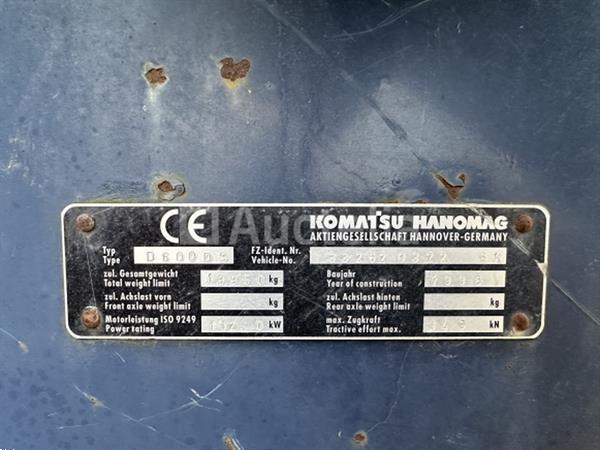 CE
KOMATSU HANOMAG
AKTIENGESELLSCHAFT HANNOVER-GERMANY
Typ
Type
FZ-Ident. Nr.
Vehicle-No.
zul. Gesamtgewicht
Total weight limit
kg
Baujahr
Year of construction
zul. Achslast vorn
Front axle weight limit
kg
zul. Achslast hinten
Rear axle weight limit
kg
Motorleistung ISO 9249
Power tating
kW
max. Zugkraft
Tractive effort max.
kN